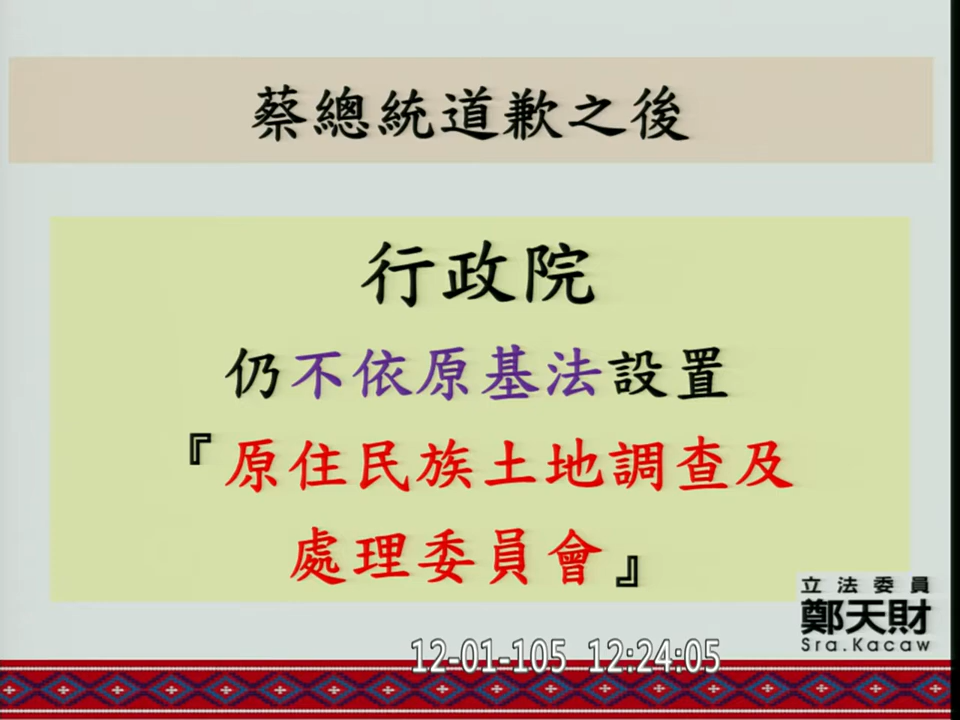 蔡總統道歉之後
行政院
仍不依原基法設置
『原住民族土地調查及
處理委員會』
立法委員
鄭天財
Sra.Kacaw
12-01-105 12:24:05